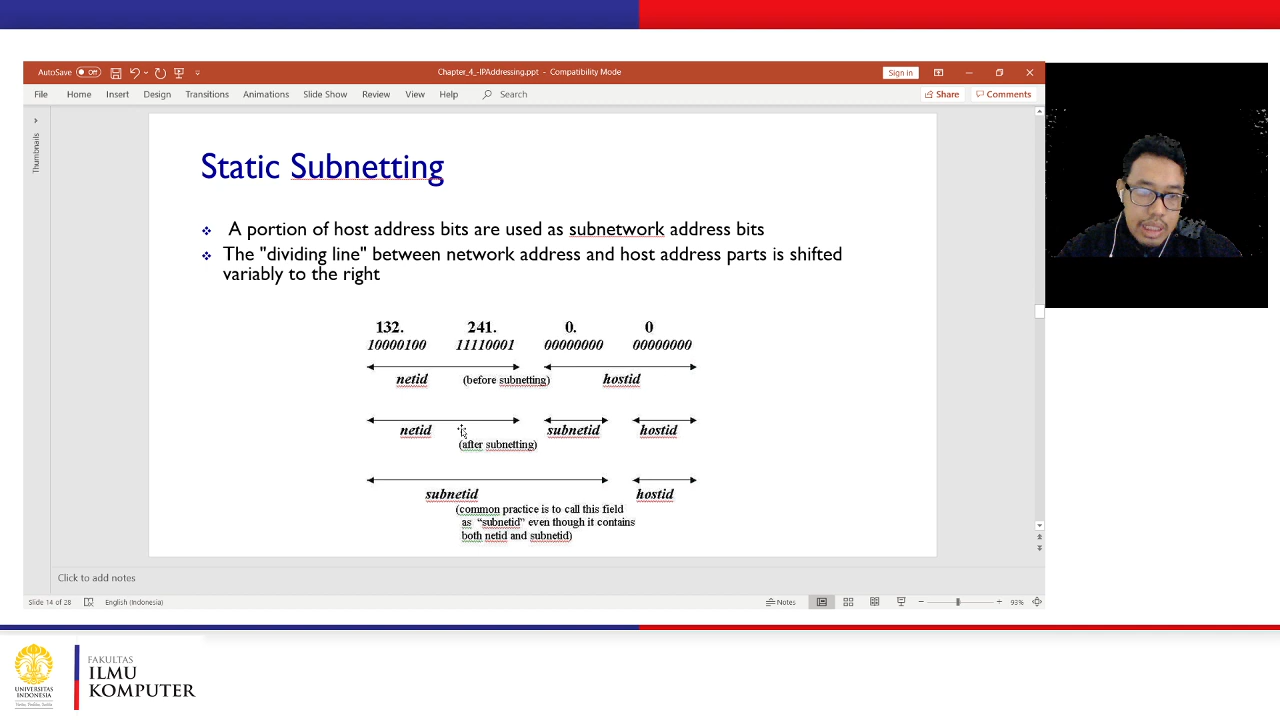 AutoSave Off
Chapter_4_-IPAddressing.ppt - Compatibility Mode
Sign in
File Home Insert Design Transitions Animations Slide Show Review View Help Search
Share Comments
Thumbnails
Static Subnetting
A portion of host address bits are used as subnetwork address bits
The "dividing line" between network address and host address parts is shifted
variably to the right
132. 241. 0. 0
10000100 11110001 00000000 00000000
netid (before subnetting) hostid
netid subnetid hostid
(after subnetting)
subnetid hostid
(common practice is to call this field
as “subnetid” even though it contains
both netid and subnetid)
Click to add notes
Slide 14 of 28 English (Indonesia) Notes 93%
UNIVERSITAS
INDONESIA
FAKULTAS
ILMU
KOMPUTER